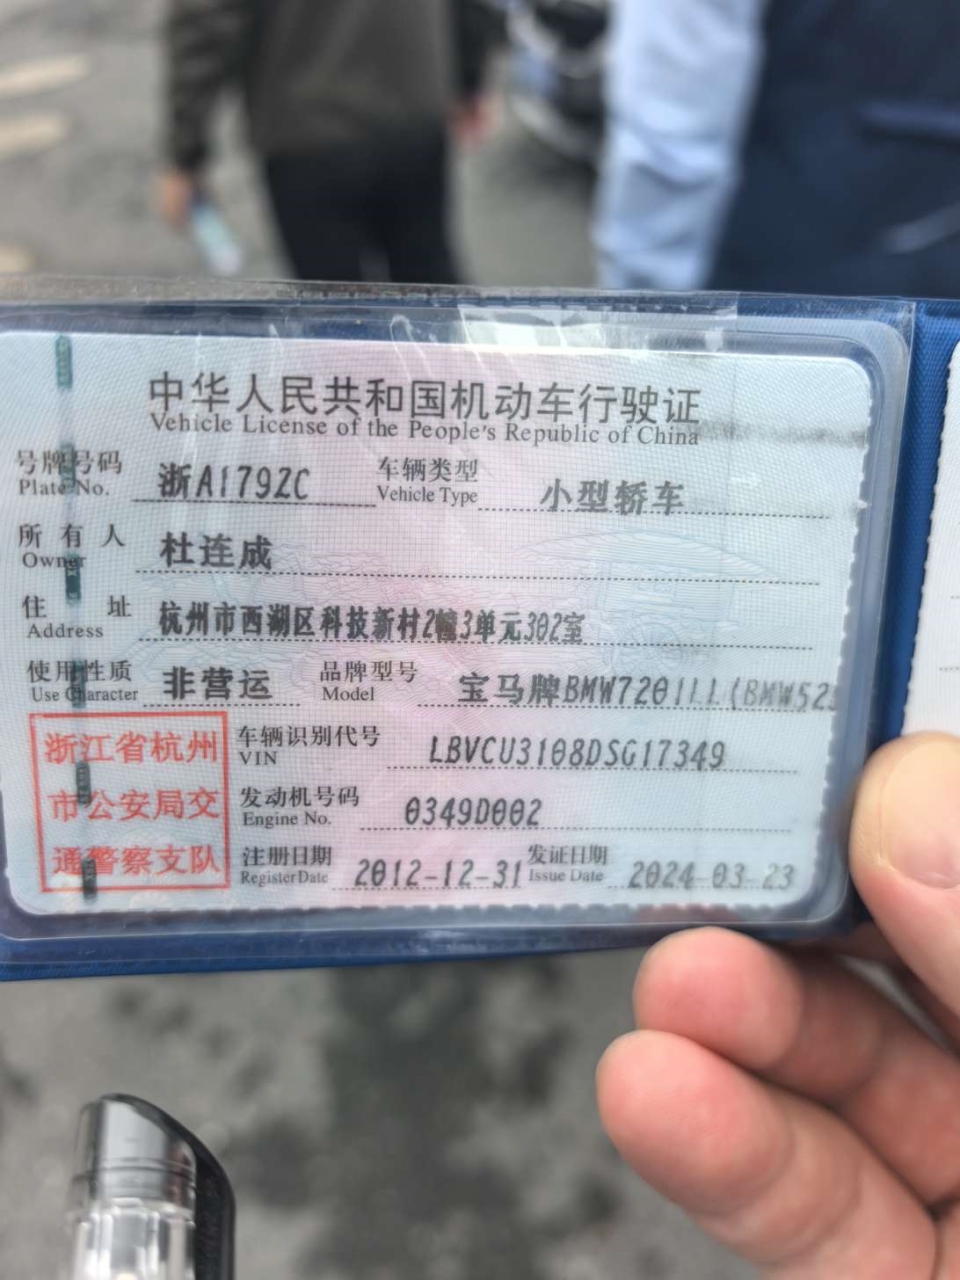 中华人民共和国机动车行驶证
Vehicle License of the People's Republic of China
号牌号码 浙A179ZC 车辆类型 小型轿车
Plate No. Vehicle Type
所有人 杜连成
Owner
住址 杭州市西湖区科技新村2幢3单元302室
Address
使用性质 非营运 品牌型号 宝马牌BMW7201LL(BMW52
Use Character Model
浙江省杭州
市公安局交
通警察支队
车辆识别代号 LBVCU3108DSG17349
VIN
发动机号码 0349D002
Engine No.
注册日期 2012-12-31 发证日期 2024-03-23
Register Date Issue Date